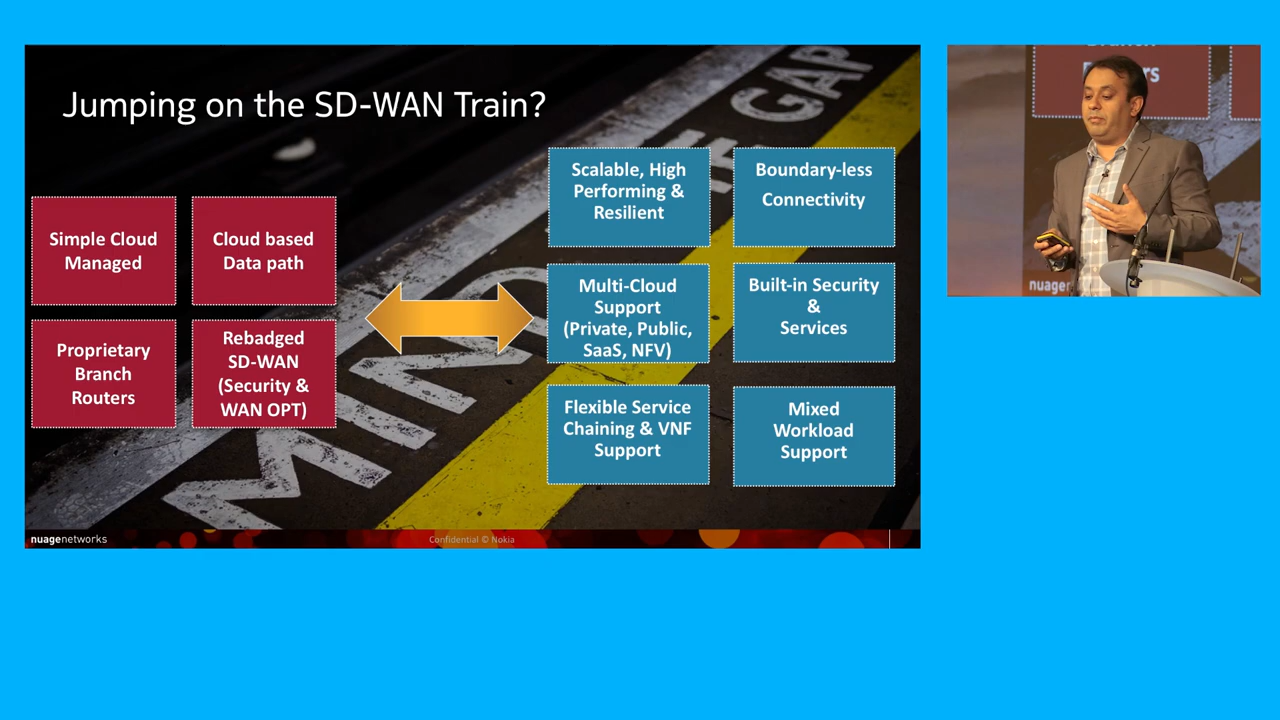 Jumping on the SD-WAN Train?
Simple Cloud
Managed
Cloud based
Data path
Proprietary
Branch
Routers
Rebadged
SD-WAN
(Security &
WAN OPT)
Scalable, High
Performing &
Resilient
Boundary-less
Connectivity
Multi-Cloud
Support
(Private, Public,
SaaS, NFV)
Built-in Security
&
Services
Flexible Service
Chaining & VNF
Support
Mixed
Workload
Support
MIND
THE GAP
nuagenetworks
Confidential © Nokia
nuage